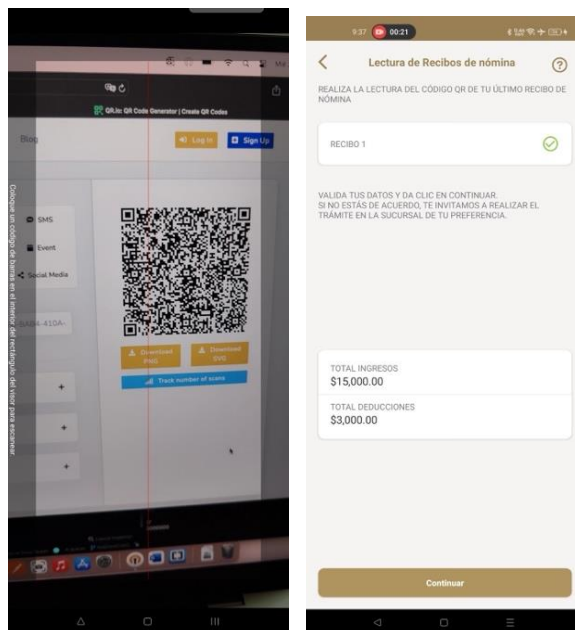 QR.io: QR Code Generator | Create QR Codes
Blog
Log In
Sign Up
SMS
Event
Social Media
-BAB4-410A-
Download
PNG
Download
SVG
Track number of scans
Coloque un código de barras en el interior del rectángulo del visor para escanear
9:37
00:21
Lectura de Recibos de nómina
REALIZA LA LECTURA DEL CÓDIGO QR DE TU ÚLTIMO RECIBO DE
NÓMINA
RECIBO 1
VALIDA TUS DATOS Y DA CLIC EN CONTINUAR.
SI NO ESTÁS DE ACUERDO, TE INVITAMOS A REALIZAR EL
TRÁMITE EN LA SUCURSAL DE TU PREFERENCIA.
TOTAL INGRESOS
$15,000.00
TOTAL DEDUCCIONES
$3,000.00
Continuar